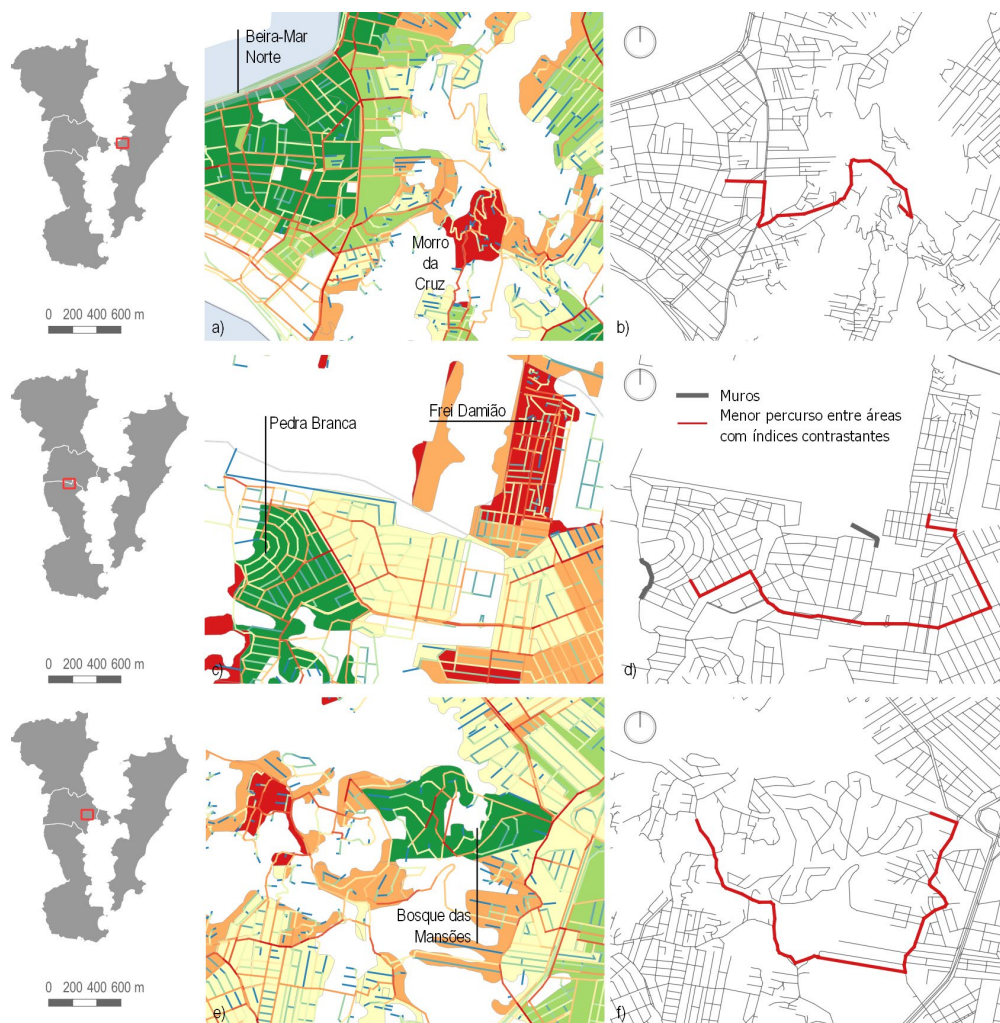 Beira-Mar
Norte
Morro
da
Cruz
0 200 400 600 m
a)
b)
Pedra Branca
Frei Damião
Muros
Menor percurso entre áreas
com índices contrastantes
0 200 400 600 m
c)
d)
Bosque das
Mansões
0 200 400 600 m
e)
f)